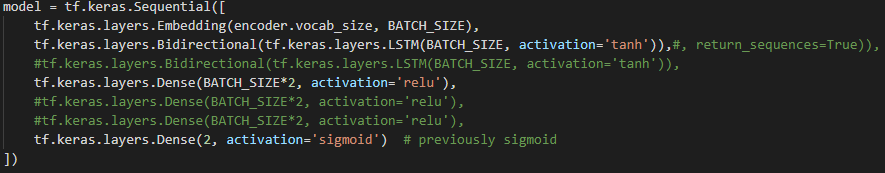 model = tf.keras.Sequential([
    tf.keras.layers.Embedding(encoder.vocab_size, BATCH_SIZE),
    tf.keras.layers.Bidirectional(tf.keras.layers.LSTM(BATCH_SIZE, activation='tanh')),#, return_sequences=True)),
    #tf.keras.layers.Bidirectional(tf.keras.layers.LSTM(BATCH_SIZE, activation='tanh')),
    tf.keras.layers.Dense(BATCH_SIZE*2, activation='relu'),
    #tf.keras.layers.Dense(BATCH_SIZE*2, activation='relu'),
    #tf.keras.layers.Dense(BATCH_SIZE*2, activation='relu'),
    tf.keras.layers.Dense(2, activation='sigmoid')  # previously sigmoid
])